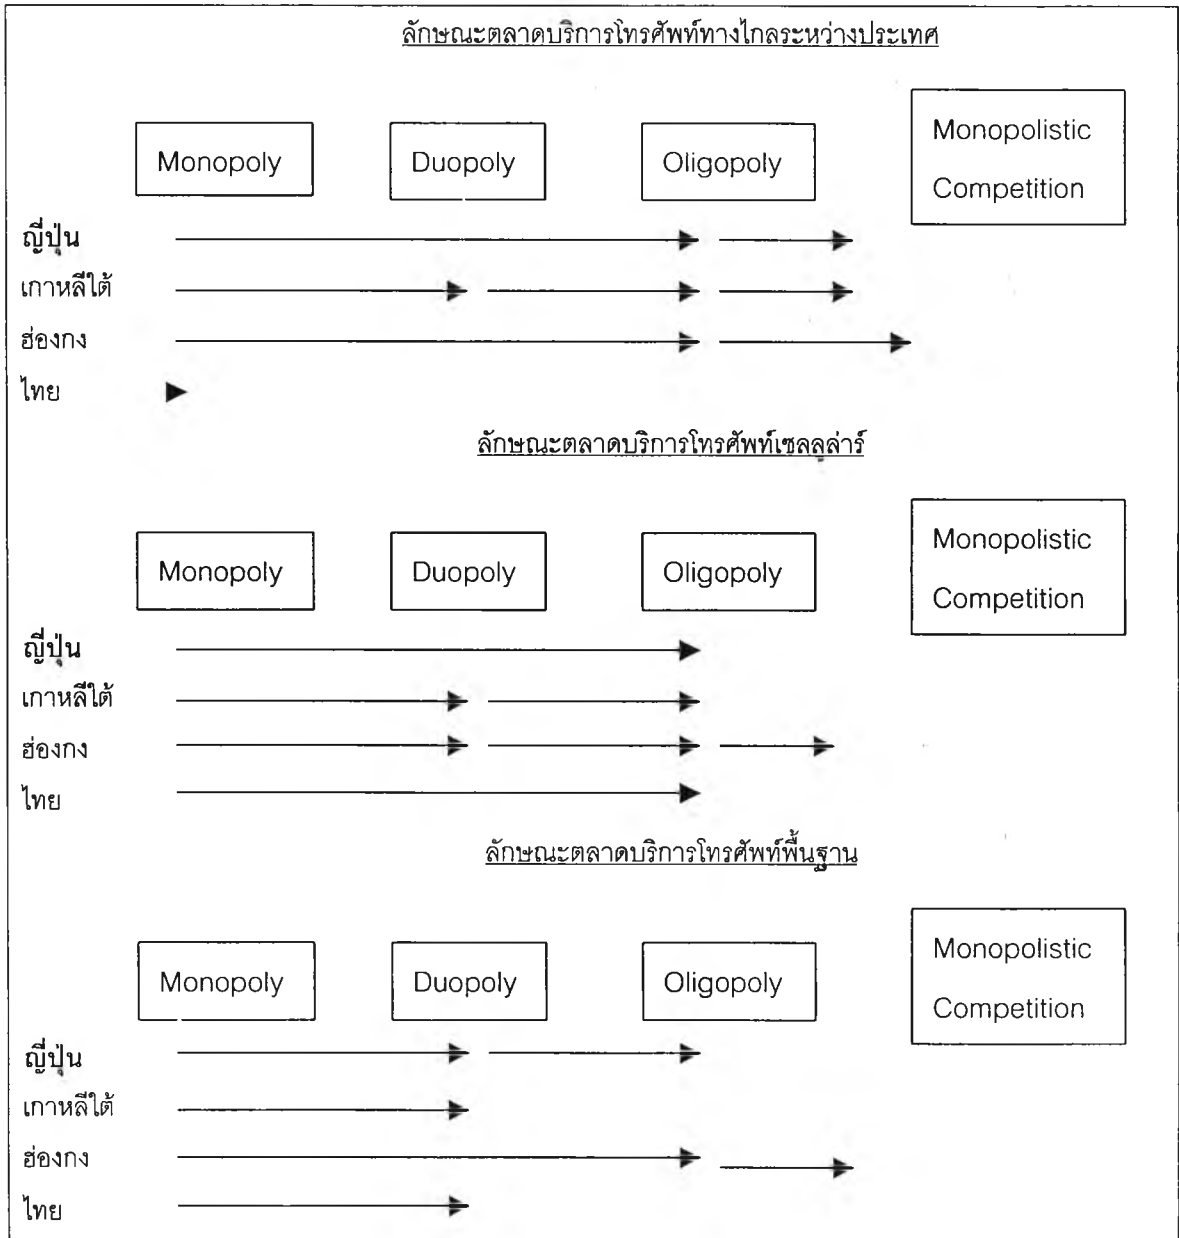 ลักษณะตลาดบริการโทรศัพท์ทางไกลระหว่างประเทศ
Monopoly Duopoly Oligopoly Monopolistic
Competition
ญี่ปุ่น
เกาหลีใต้
ฮ่องกง
ไทย
ลักษณะตลาดบริการโทรศัพท์เซลลูล่าร์
Monopoly Duopoly Oligopoly Monopolistic
Competition
ญี่ปุ่น
เกาหลีใต้
ฮ่องกง
ไทย
ลักษณะตลาดบริการโทรศัพท์พื้นฐาน
Monopoly Duopoly Oligopoly Monopolistic
Competition
ญี่ปุ่น
เกาหลีใต้
ฮ่องกง
ไทย